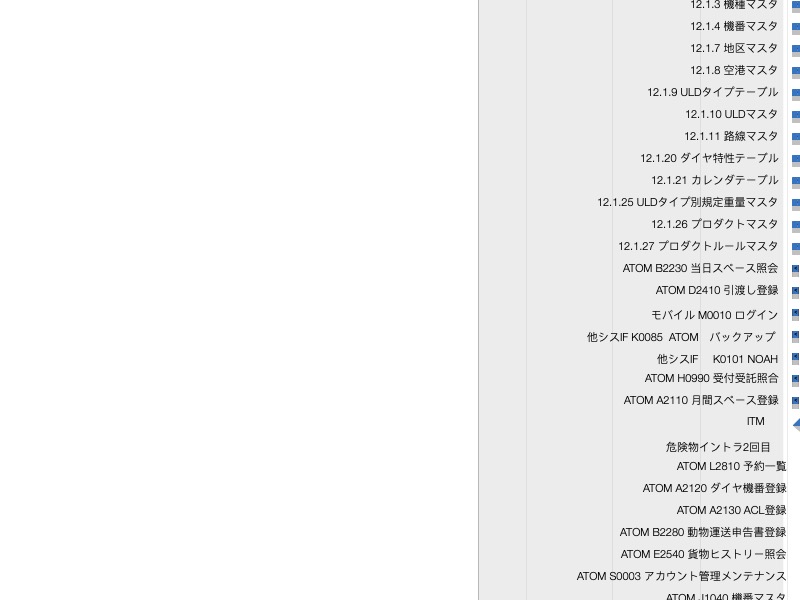 12.1.3 機種マスタ
12.1.4 機番マスタ
12.1.7 地区マスタ
12.1.8 空港マスタ
12.1.9 ULDタイプテーブル
12.1.10 ULDマスタ
12.1.11 路線マスタ
12.1.20 ダイヤ特性テーブル
12.1.21 カレンダテーブル
12.1.25 ULDタイプ別規定重量マスタ
12.1.26 プロダクトマスタ
12.1.27 プロダクトルールマスタ
ATOM B2230 当日スペース照会
ATOM D2410 引渡し登録
モバイル M0010 ログイン
他シスIF K0085 ATOM　バックアップ
他シスIF　K0101 NOAH
ATOM H0990 受付受託照合
ATOM A2110 月間スペース登録
ITM
危険物イントラ2回目
ATOM L2810 予約一覧
ATOM A2120 ダイヤ機番登録
ATOM A2130 ACL登録
ATOM B2280 動物運送申告書登録
ATOM E2540 貨物ヒストリー照会
ATOM S0003 アカウント管理メンテナンス
ATOM J1040 機番マスタ